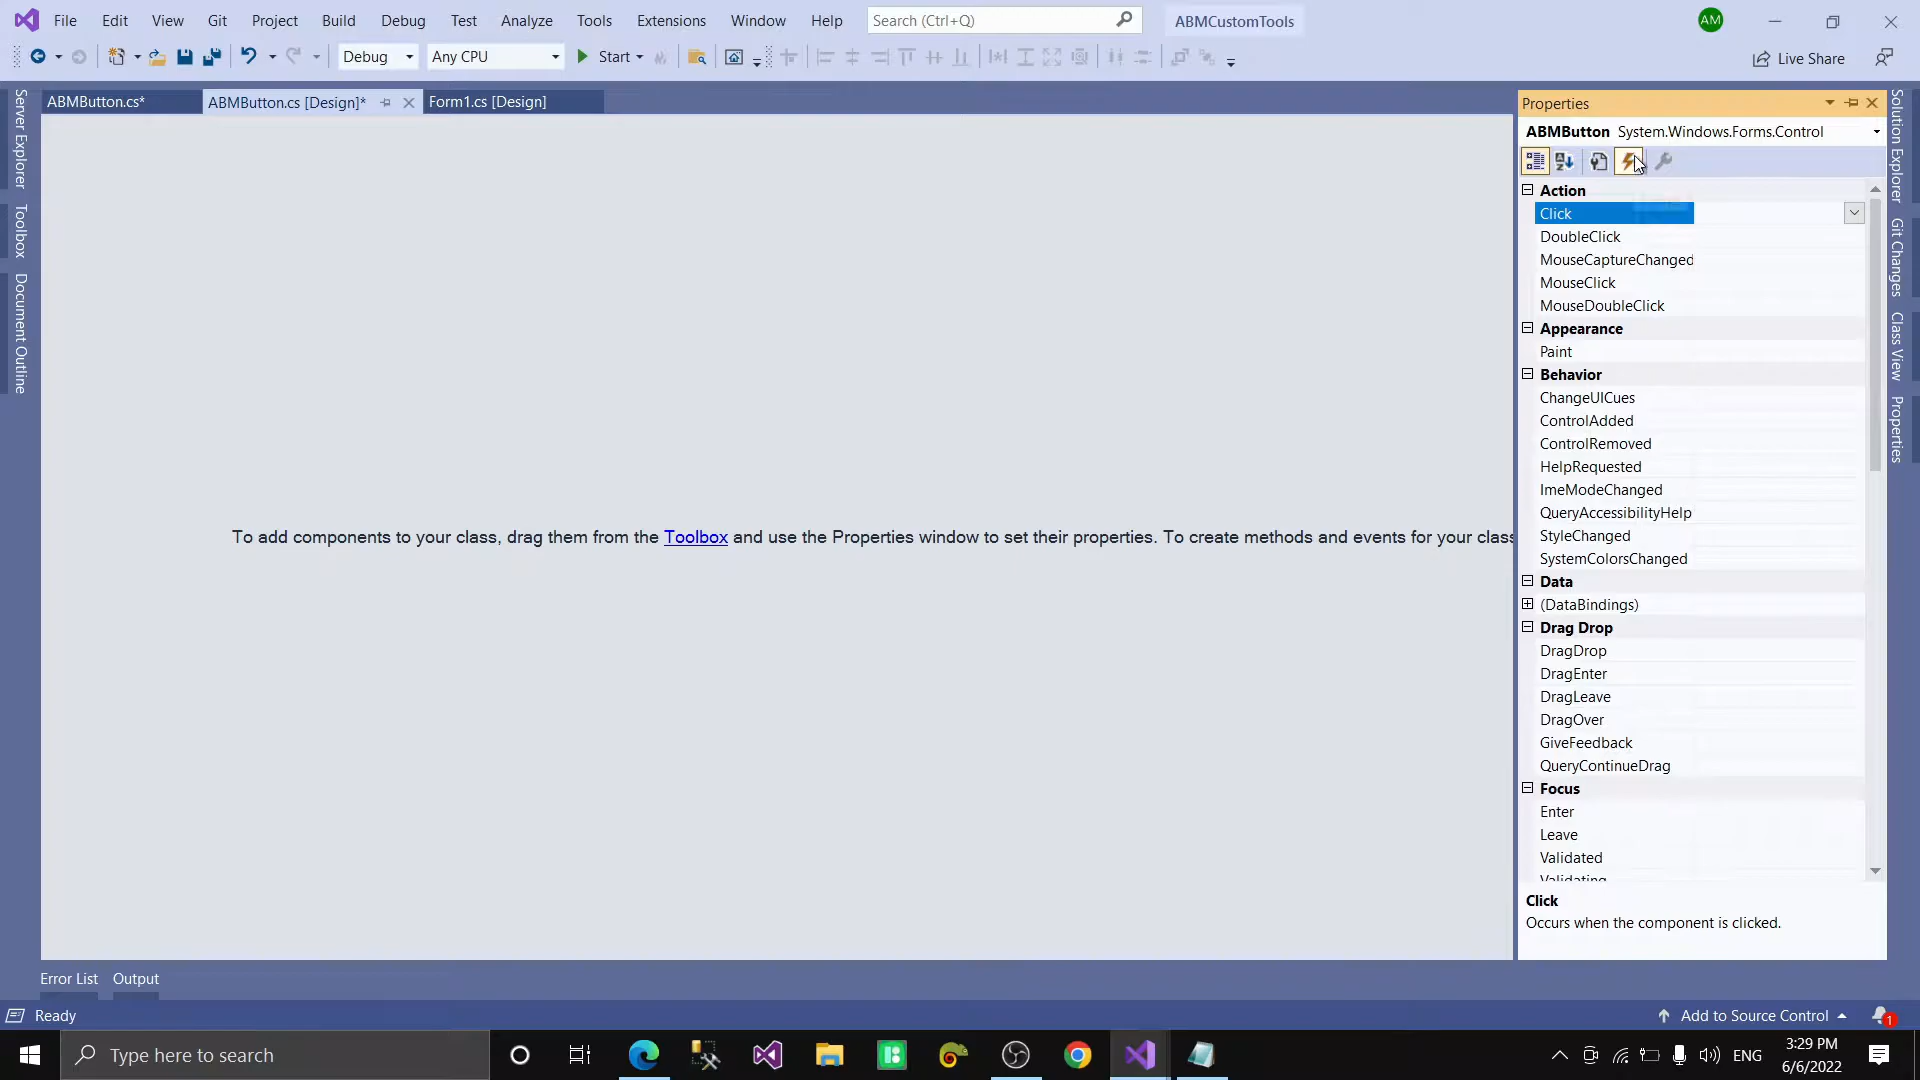 File Edit View Git Project Build Debug Test Analyze Tools Extensions Window Help Search (Ctrl+Q) ABMCustomTools AM
Debug Any CPU Start Live Share
ABMButton.cs* ABMButton.cs [Design]* Form1.cs [Design]
Server Explorer
Toolbox
Document Outline
To add components to your class, drag them from the Toolbox and use the Properties window to set their properties. To create methods and events for your class
Properties
ABMButton System.Windows.Forms.Control
Action
Click
DoubleClick
MouseCaptureChanged
MouseClick
MouseDoubleClick
Appearance
Paint
Behavior
ChangeUICues
ControlAdded
ControlRemoved
HelpRequested
ImeModeChanged
QueryAccessibilityHelp
StyleChanged
SystemColorsChanged
Data
(DataBindings)
Drag Drop
DragDrop
DragEnter
DragLeave
DragOver
GiveFeedback
QueryContinueDrag
Focus
Enter
Leave
Validated
Validating
Click
Occurs when the component is clicked.
Solution Explorer
Git Changes
Class View
Properties
Error List Output
Ready Add to Source Control 1
Type here to search ENG 3:29 PM
6/6/2022